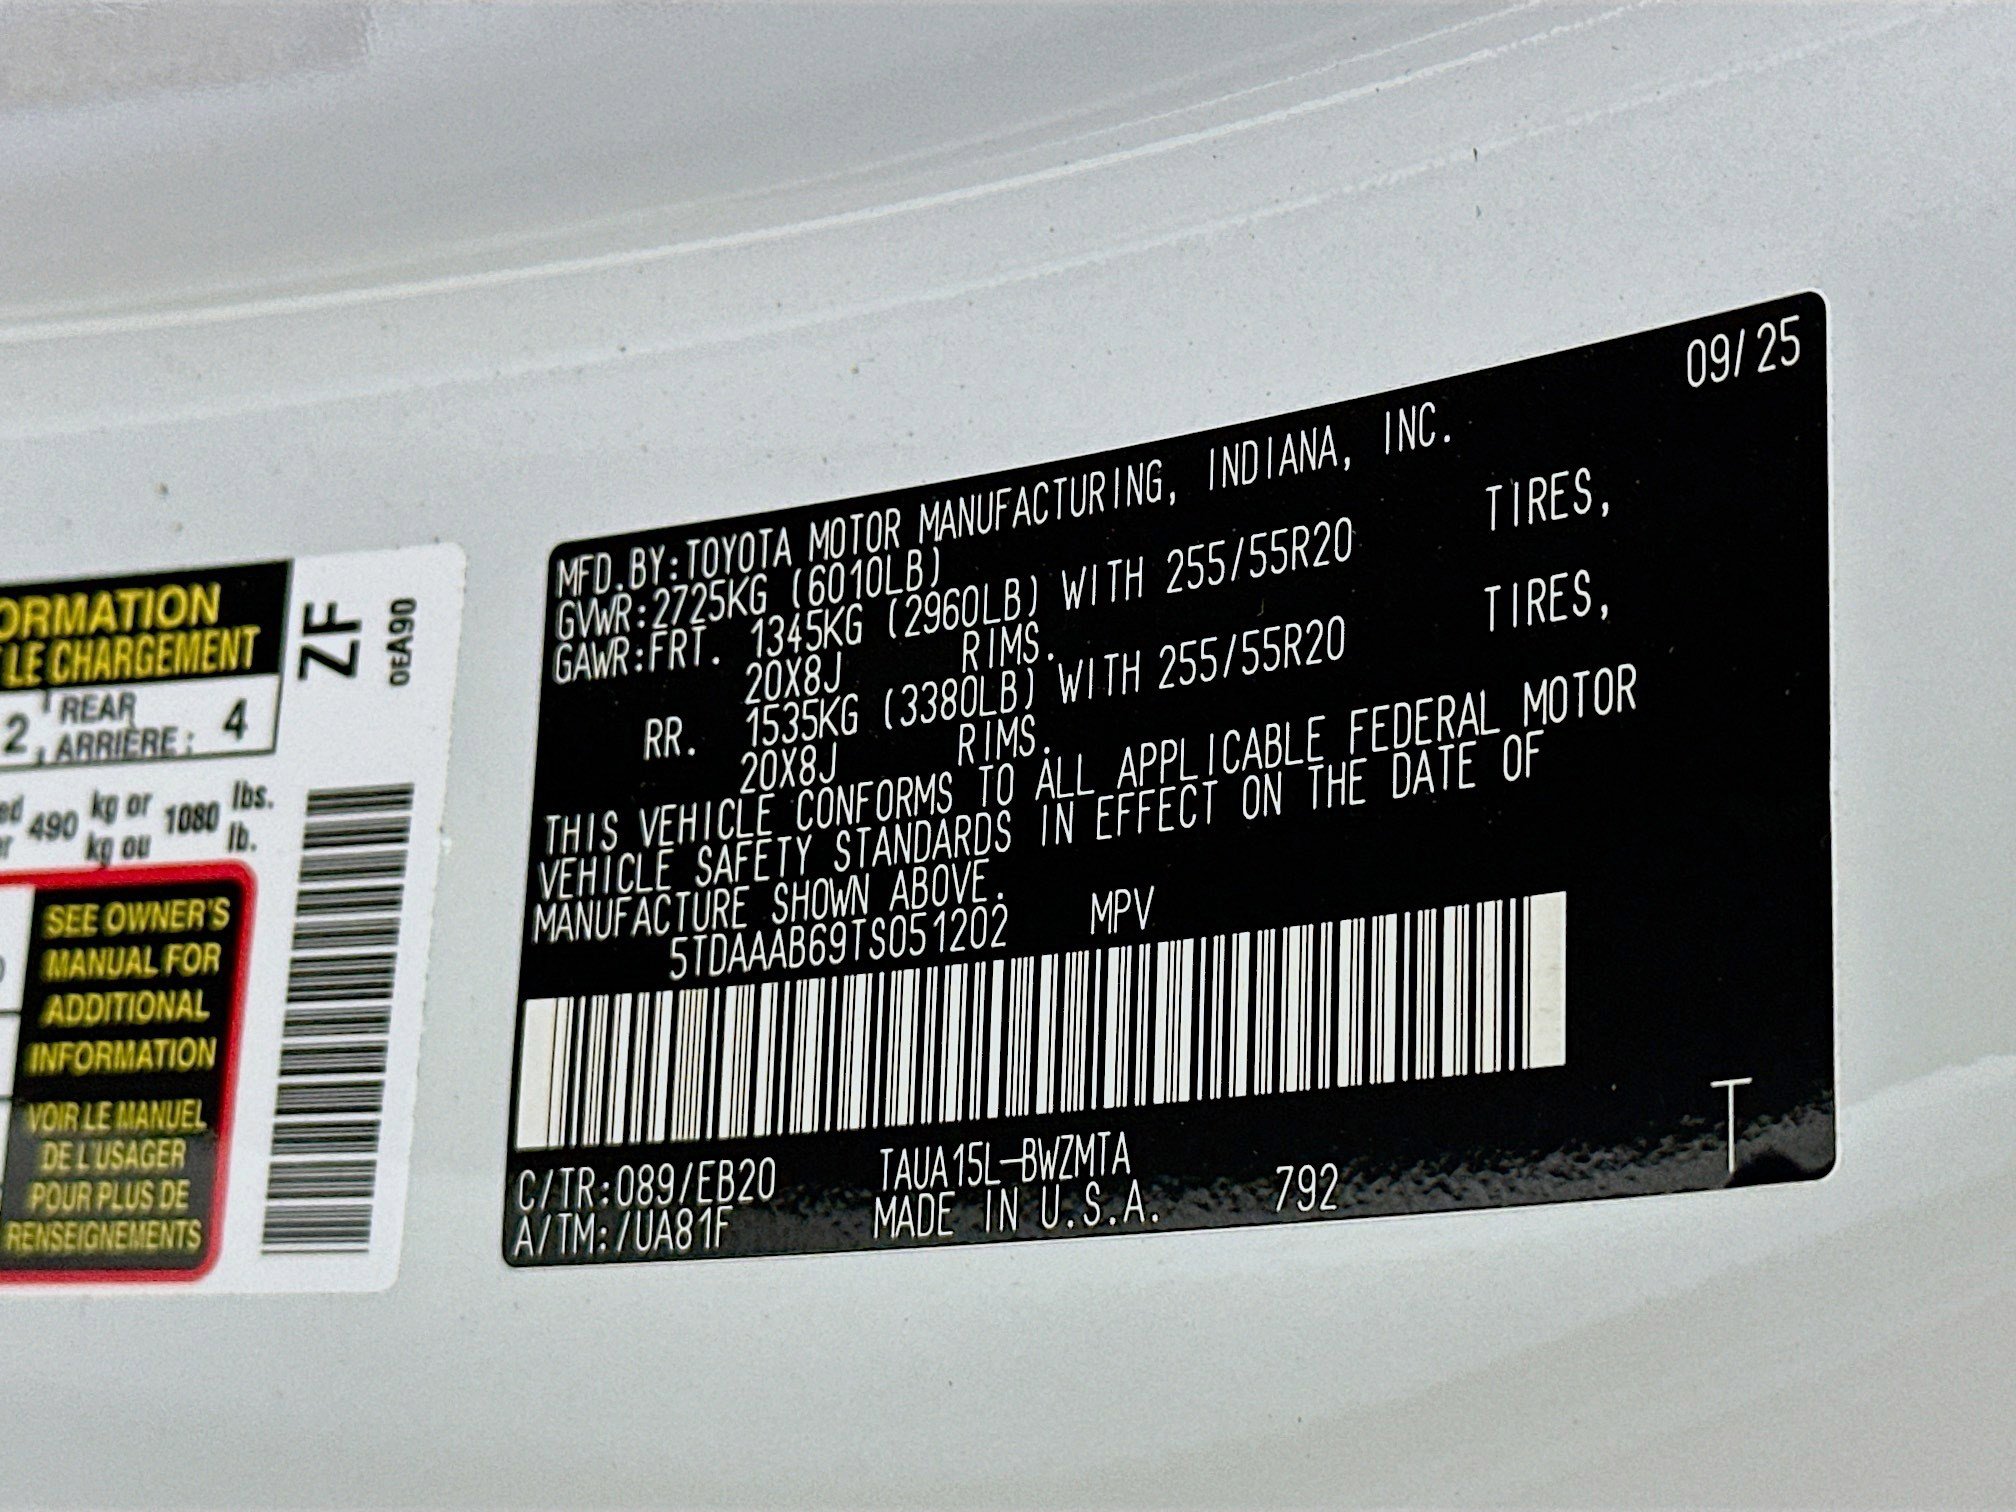 ORMATION
LE CHARGEMENT
2, REAR
ARRIÈRE : 4
490 kg or 1080 lbs.
kg ou lb.
SEE OWNER'S
MANUAL FOR
ADDITIONAL
INFORMATION
VOIR LE MANUEL
DE L'USAGER
POUR PLUS DE
RENSEIGNEMENTS
ZF
0EA90
09/25
MFD.BY:TOYOTA MOTOR MANUFACTURING, INDIANA, INC.
GVWR:2725KG (6010LB)
GAWR:FRT. 1345KG (2960LB) WITH 255/55R20 TIRES,
20X8J RIMS.
RR. 1535KG (3380LB) WITH 255/55R20 TIRES,
20X8J RIMS.
THIS VEHICLE CONFORMS TO ALL APPLICABLE FEDERAL MOTOR
VEHICLE SAFETY STANDARDS IN EFFECT ON THE DATE OF
MANUFACTURE SHOWN ABOVE.
5TDAAAB69TS051202 MPV
C/TR:089/EB20 TAUA15L-BWZMTA
A/TM:/UA81F MADE IN U.S.A. 792
T